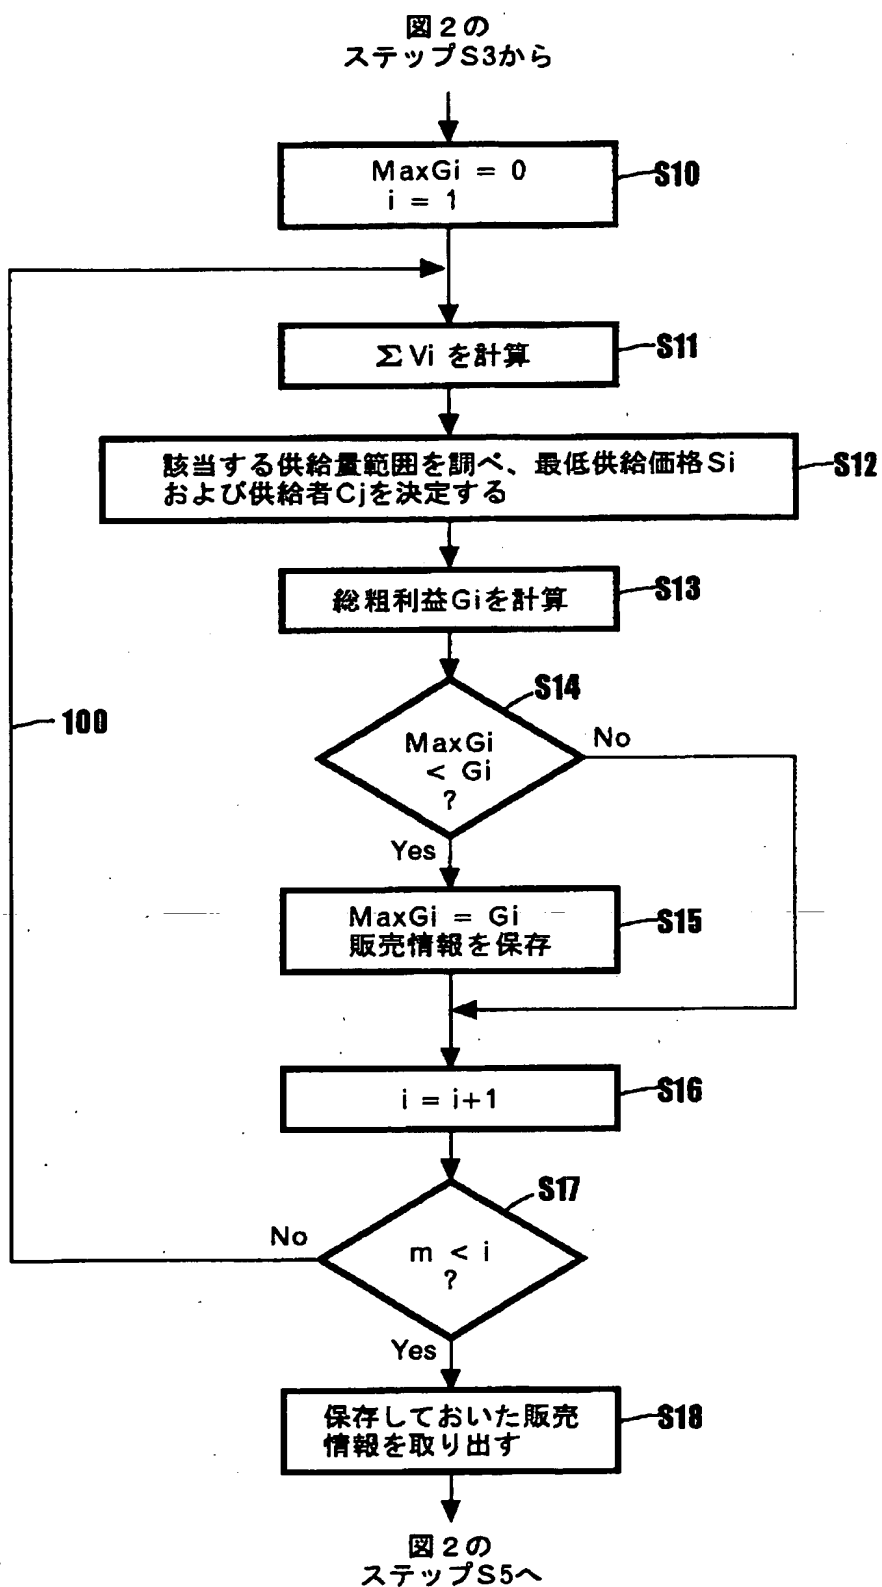 図2の
ステップS3から
MaxGi = 0
i = 1
S10
ΣVi を計算
S11
該当する供給量範囲を調べ、最低供給価格Si
および供給者Cjを決定する
S12
総粗利益Giを計算
S13
S14
100
MaxGi
< Gi
?
No
Yes
MaxGi = Gi
販売情報を保存
S15
i = i+1
S16
S17
No
m < i
?
Yes
保存しておいた販売
情報を取り出す
S18
図2の
ステップS5へ